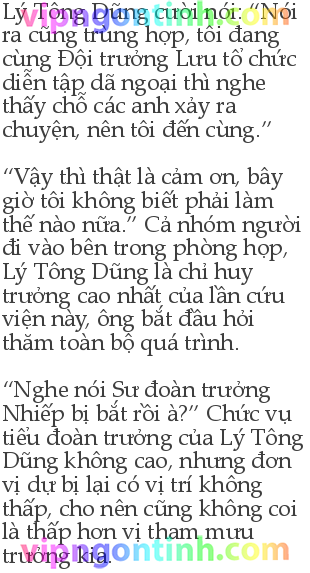 Lý Tông Dũng cười nói: “Nói
ra cũng trùng hợp, tôi đang
cùng Đội trưởng Lưu tổ chức
diễn tập dã ngoại thì nghe
thấy chỗ các anh xảy ra
chuyện, nên tôi đến cùng.”
“Vậy thì thật là cảm ơn, bây
giờ tôi không biết phải làm
thế nào nữa.” Cả nhóm người
đi vào bên trong phòng họp,
Lý Tông Dũng là chỉ huy
trưởng cao nhất của lần cứu
viện này, ông bắt đầu hỏi
thăm toàn bộ quá trình.
“Nghe nói Sư đoàn trưởng
Nhiếp bị bắt rồi à?” Chức vụ
tiểu đoàn trưởng của Lý Tông
Dũng không cao, nhưng đơn
vị dự bị lại có vị trí không
thấp, cho nên cũng không coi
là thấp hơn vị tham mưu
trưởng kia.
vipngontinh.com
vipngontinh.com